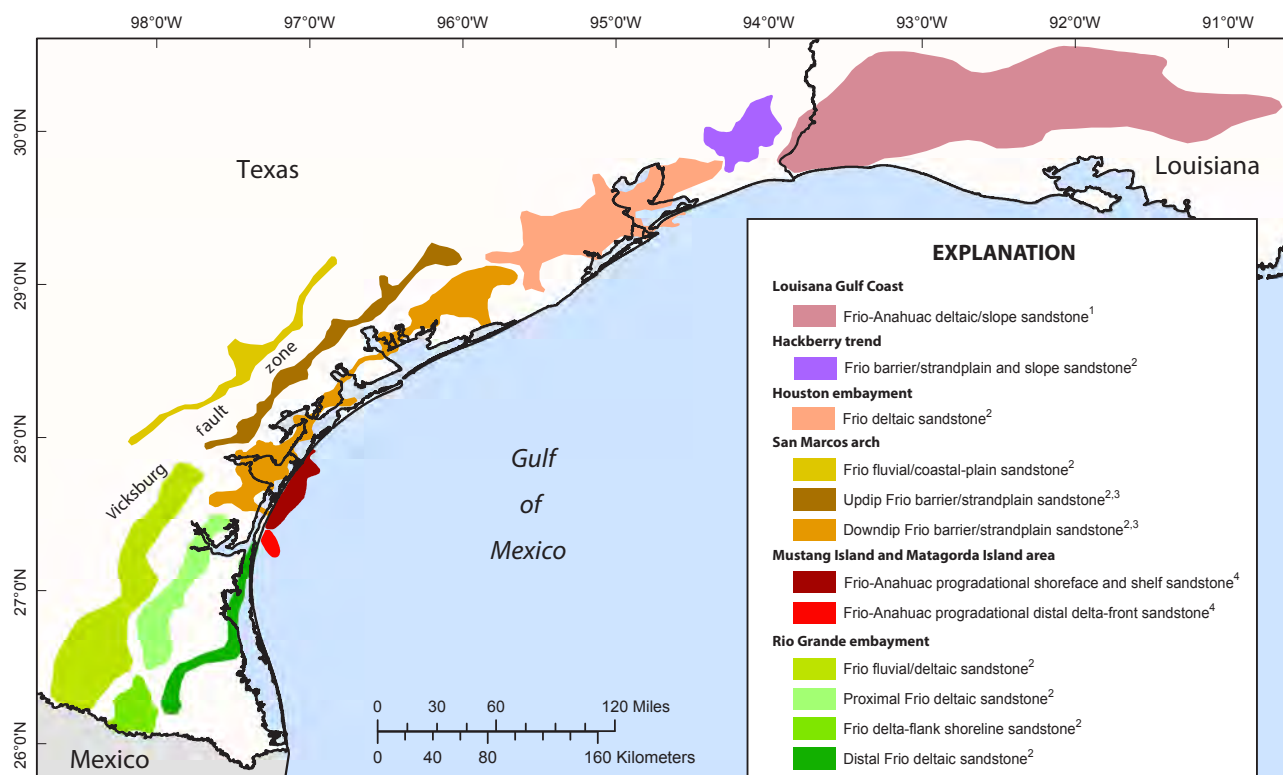 98°0'W 97°0'W 96°0'W 95°0'W 94°0'W 93°0'W 92°0'W 91°0'W
30°0'N
29°0'N
28°0'N
27°0'N
26°0'N
Texas
Louisiana
Vicksburg fault zone
Gulf
of
Mexico
Mexico
0 30 60 120 Miles
0 40 80 160 Kilometers
EXPLANATION
Louisana Gulf Coast
Frio-Anahuac deltaic/slope sandstone1
Hackberry trend
Frio barrier/strandplain and slope sandstone2
Houston embayment
Frio deltaic sandstone2
San Marcos arch
Frio fluvial/coastal-plain sandstone2
Updip Frio barrier/strandplain sandstone2,3
Downdip Frio barrier/strandplain sandstone2,3
Mustang Island and Matagorda Island area
Frio-Anahuac progradational shoreface and shelf sandstone4
Frio-Anahuac progradational distal delta-front sandstone4
Rio Grande embayment
Frio fluvial/deltaic sandstone2
Proximal Frio deltaic sandstone2
Frio delta-flank shoreline sandstone2
Distal Frio deltaic sandstone2